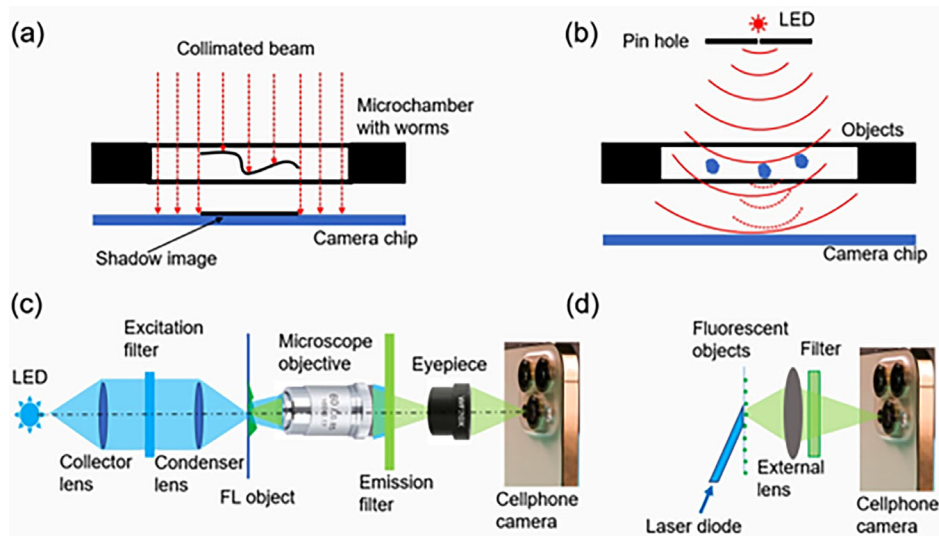 (a)
Collimated beam
Microchamber
with worms
Camera chip
Shadow image
(b)
LED
Pin hole
Objects
Camera chip
(c)
LED
Excitation
filter
Microscope
objective
Eyepiece
Collector
lens
Condenser
lens
FL object
Emission
filter
Cellphone
camera
(d)
Fluorescent
objects
Filter
External
lens
Laser diode
Cellphone
camera